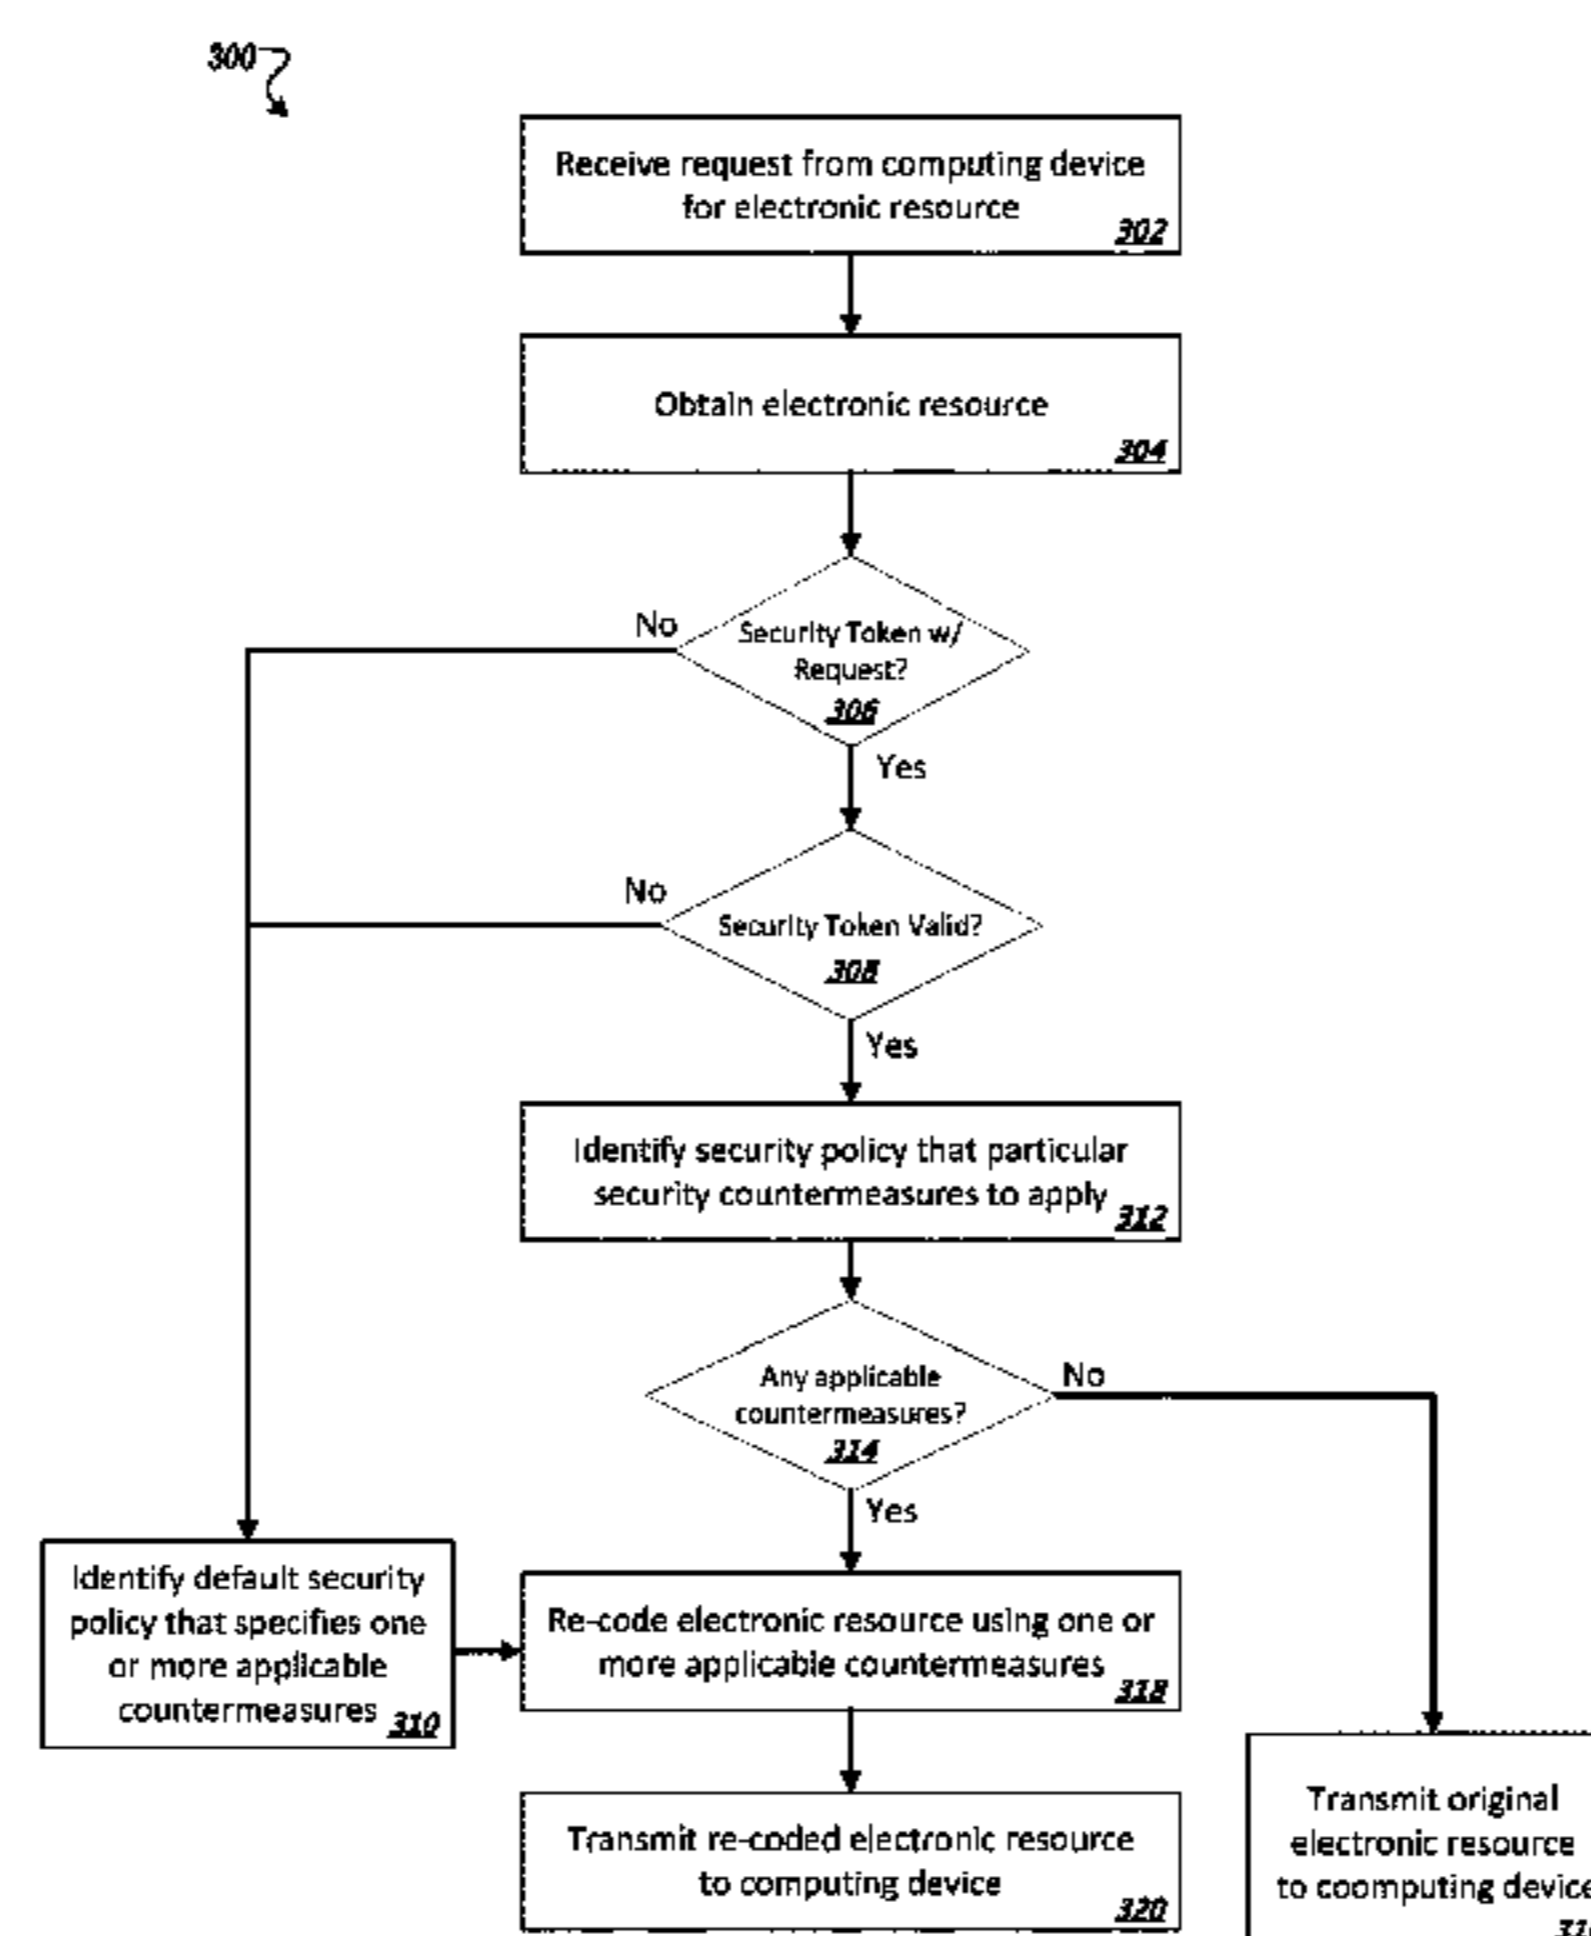 300
Receive request from computing device
for electronic resource
302
Obtain electronic resource
304
No
Security Token w/
Request?
306
Yes
No
Security Token Valid?
308
Yes
Identify security policy that particular
security countermeasures to apply
312
Any applicable
countermeasures?
314
No
Yes
Identify default security
policy that specifies one
or more applicable
countermeasures
310
Re-code electronic resource using one or
more applicable countermeasures
318
Transmit re-coded electronic resource
to computing device
320
Transmit original
electronic resource
to coomputing device